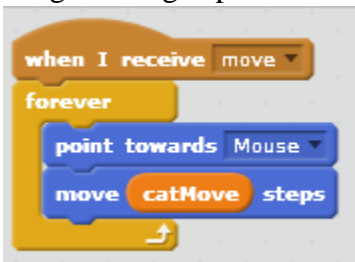 when I receive move
forever
point towards Mouse
move catMove steps